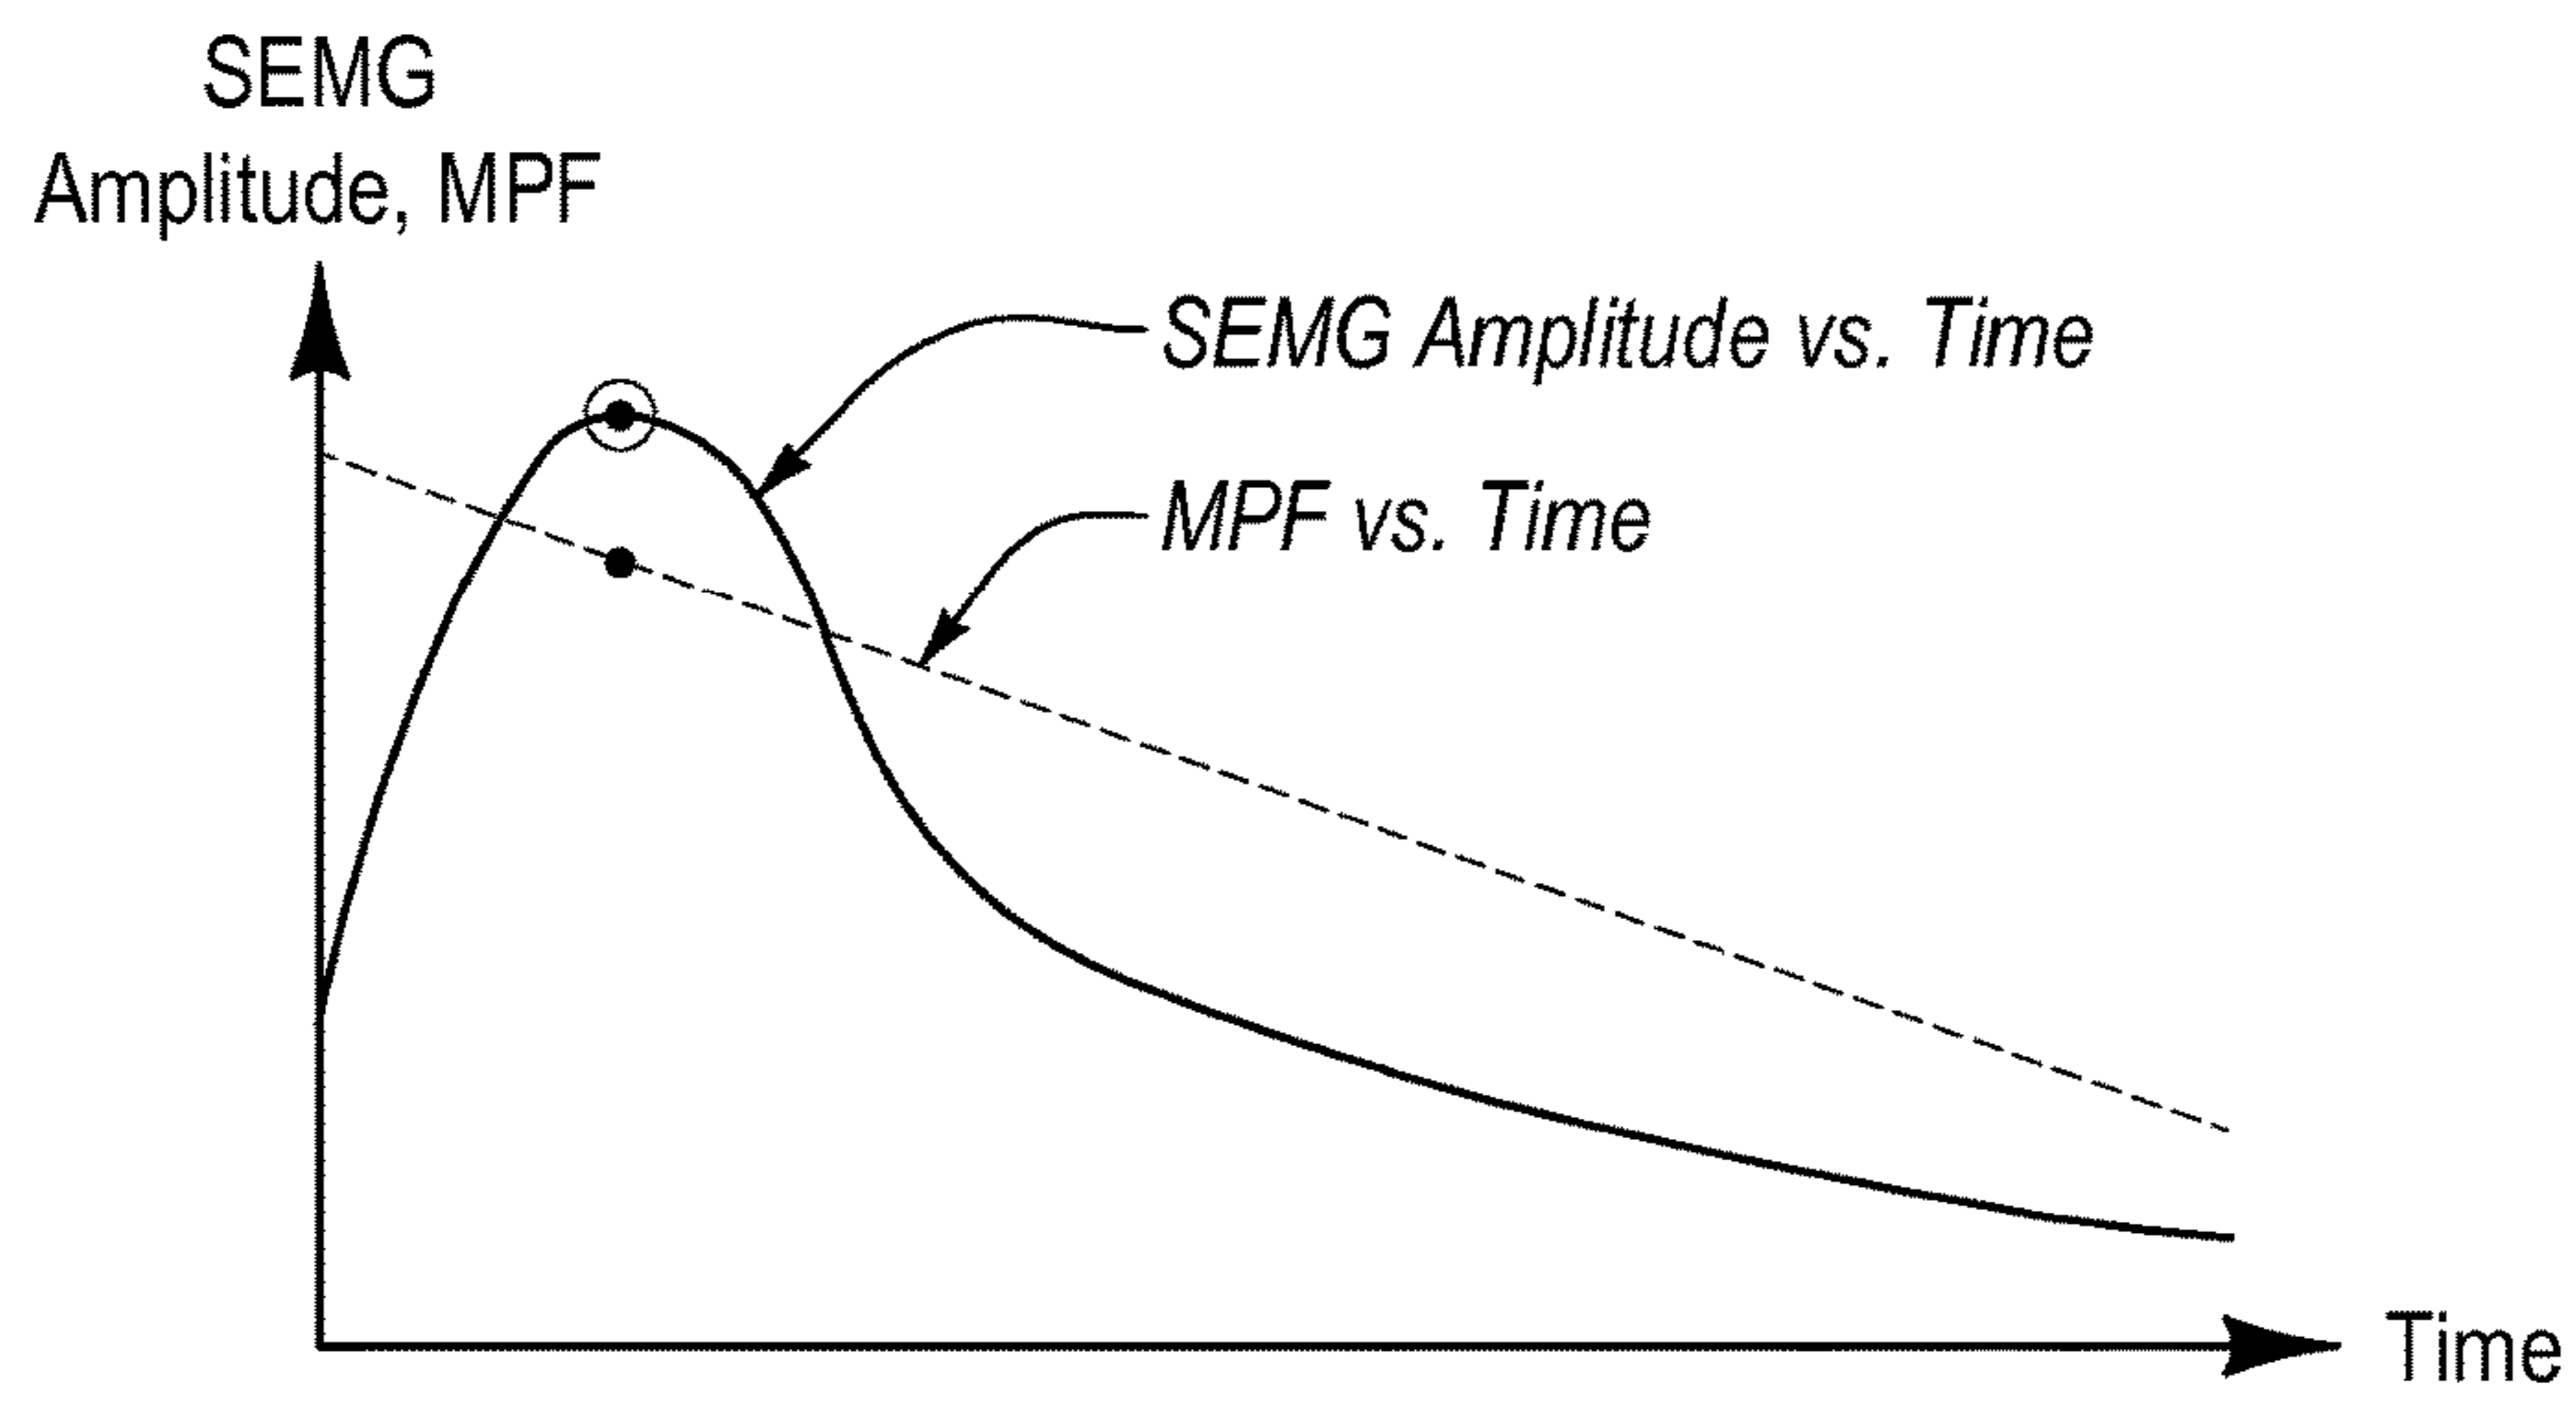 SEMG
Amplitude, MPF
SEMG Amplitude vs. Time
MPF vs. Time
Time